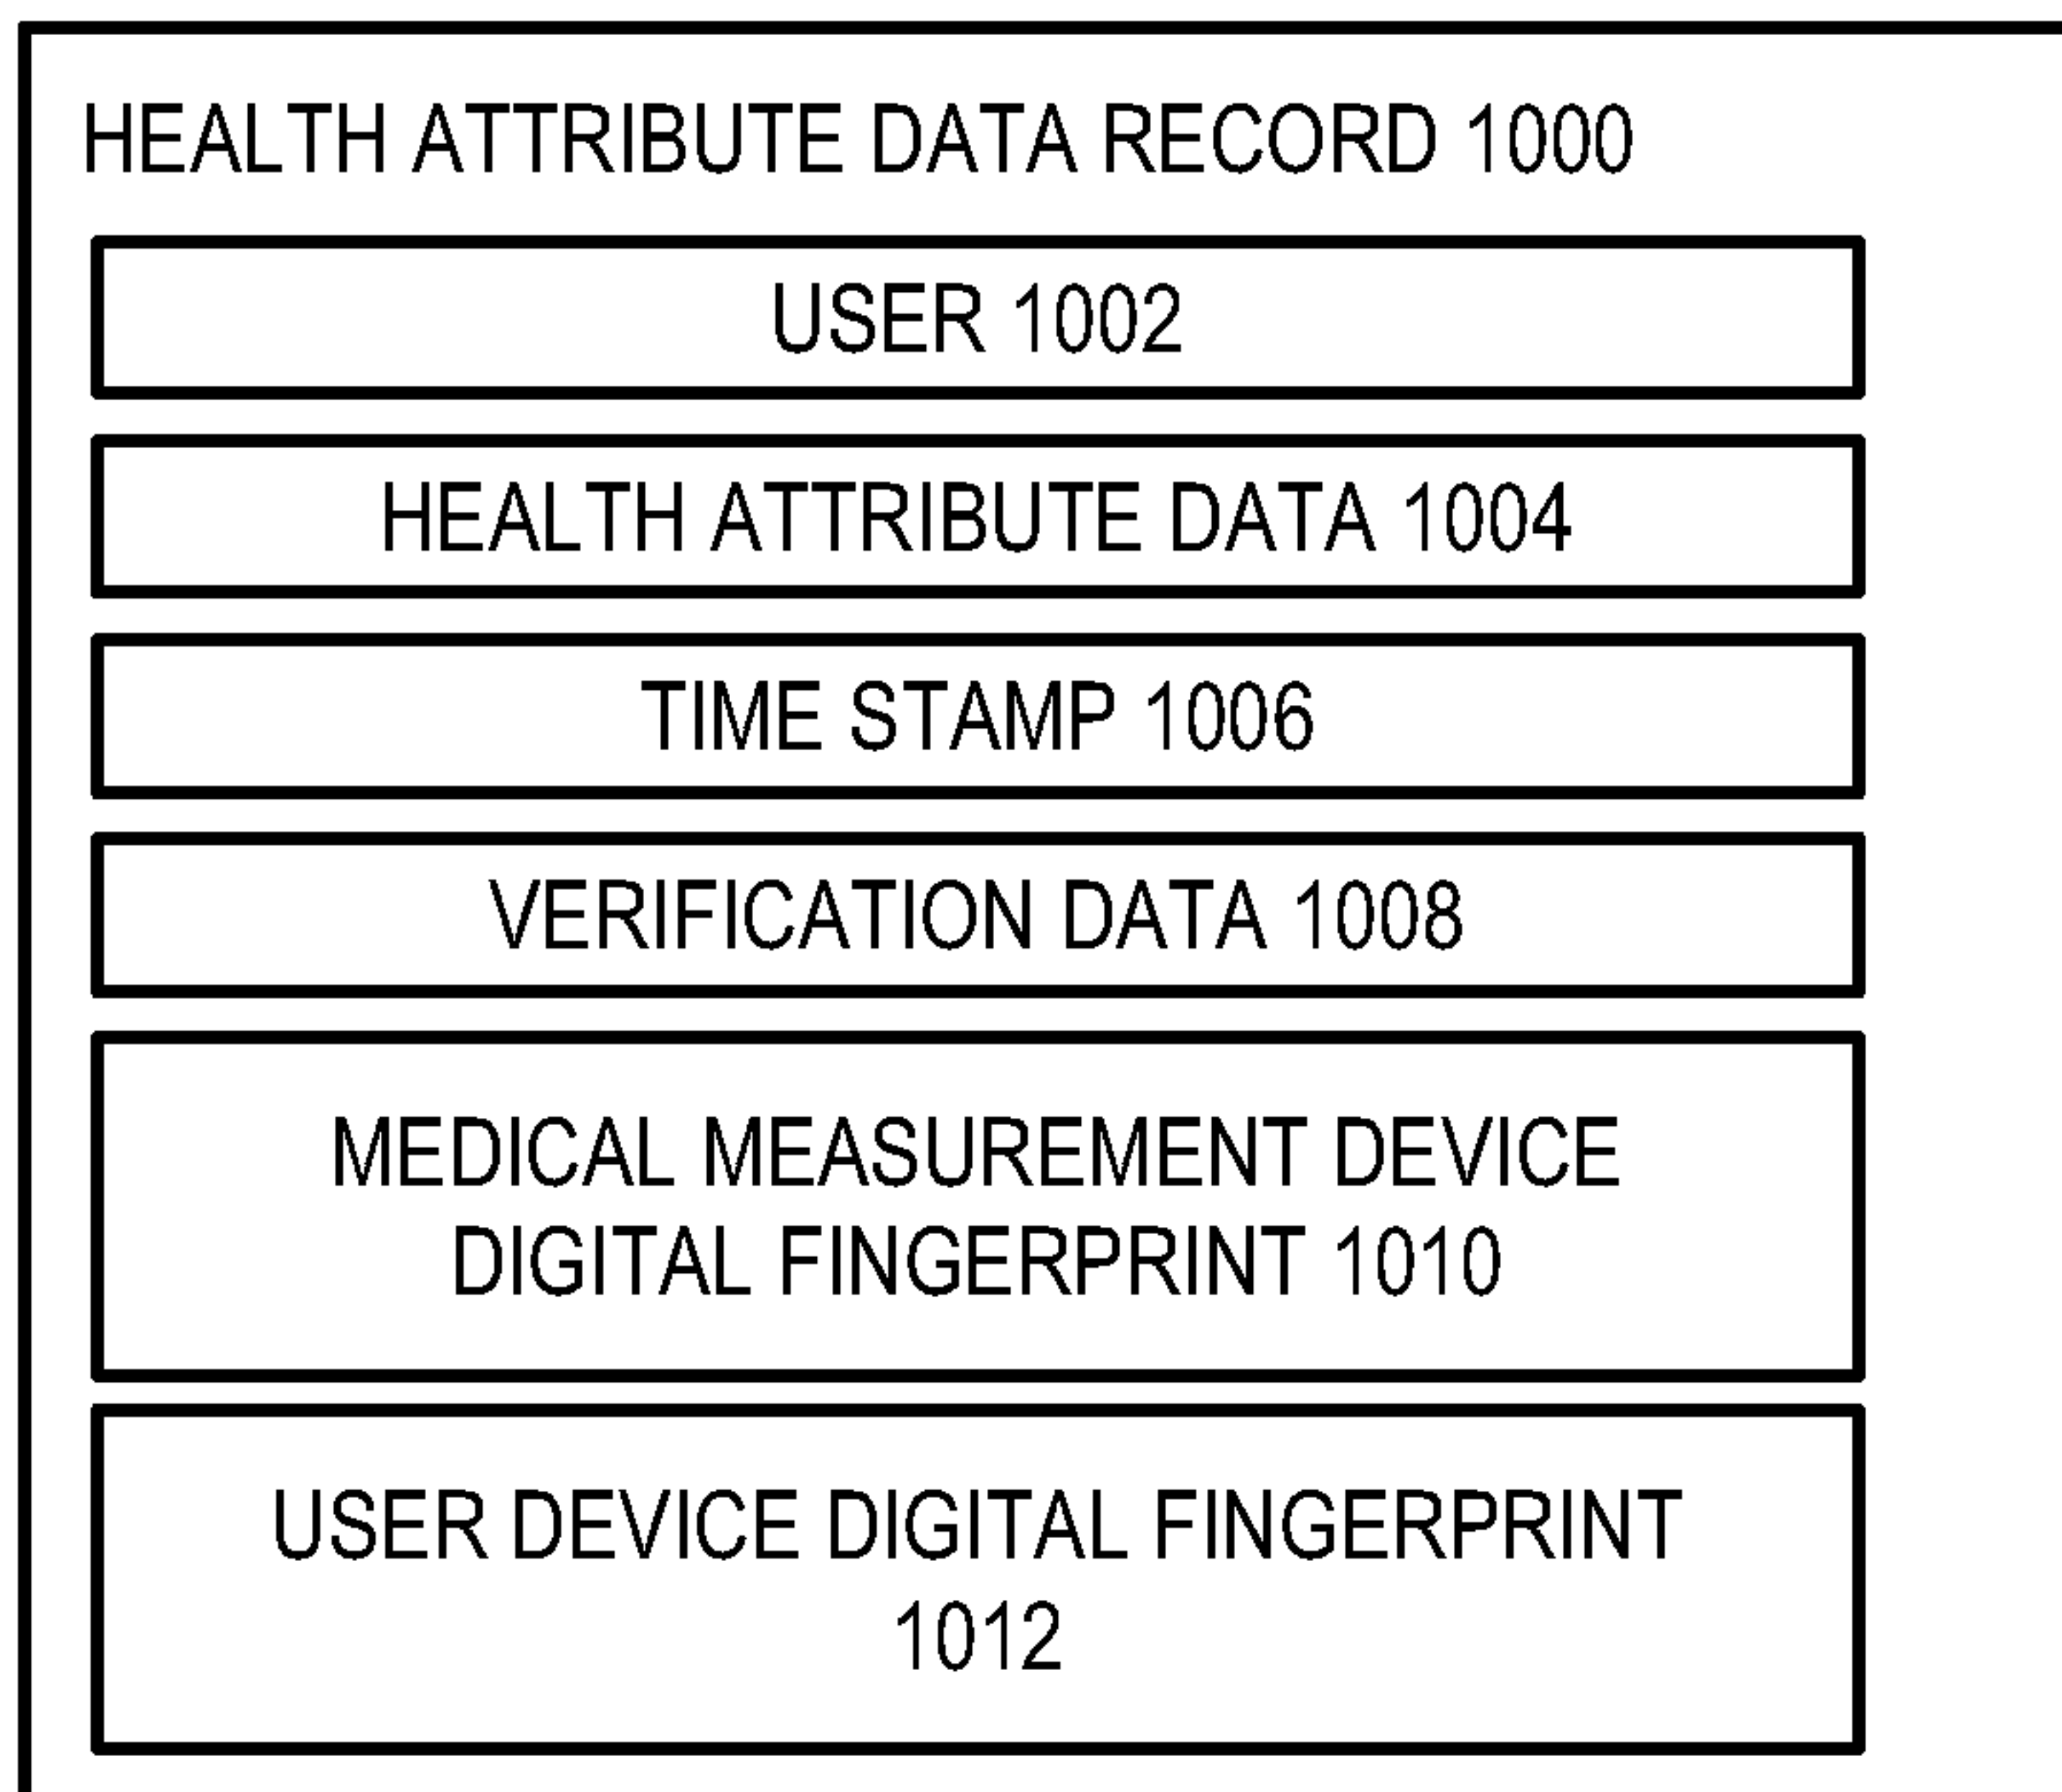 HEALTH ATTRIBUTE DATA RECORD 1000
USER 1002
HEALTH ATTRIBUTE DATA 1004
TIME STAMP 1006
VERIFICATION DATA 1008
MEDICAL MEASUREMENT DEVICE
DIGITAL FINGERPRINT 1010
USER DEVICE DIGITAL FINGERPRINT
1012